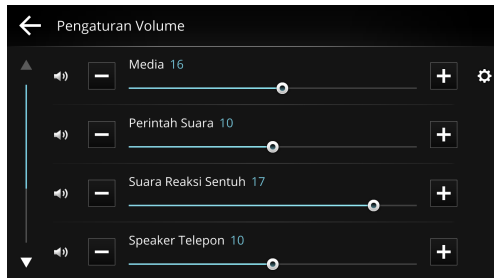 Pengaturan Volume
Media 16
Perintah Suara 10
Suara Reaksi Sentuh 17
Speaker Telepon 10